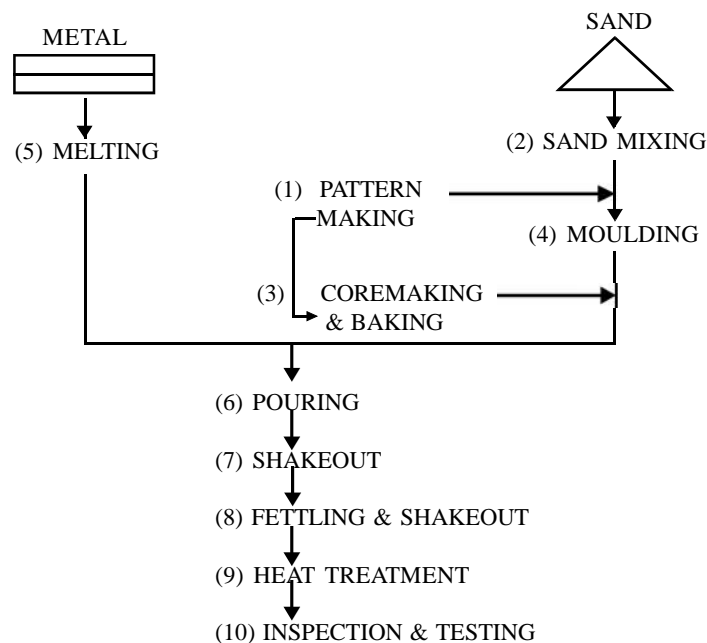 METAL
SAND
(5) MELTING
(2) SAND MIXING
(1) PATTERN
MAKING
(4) MOULDING
(3) COREMAKING
& BAKING
(6) POURING
(7) SHAKEOUT
(8) FETTLING & SHAKEOUT
(9) HEAT TREATMENT
(10) INSPECTION & TESTING